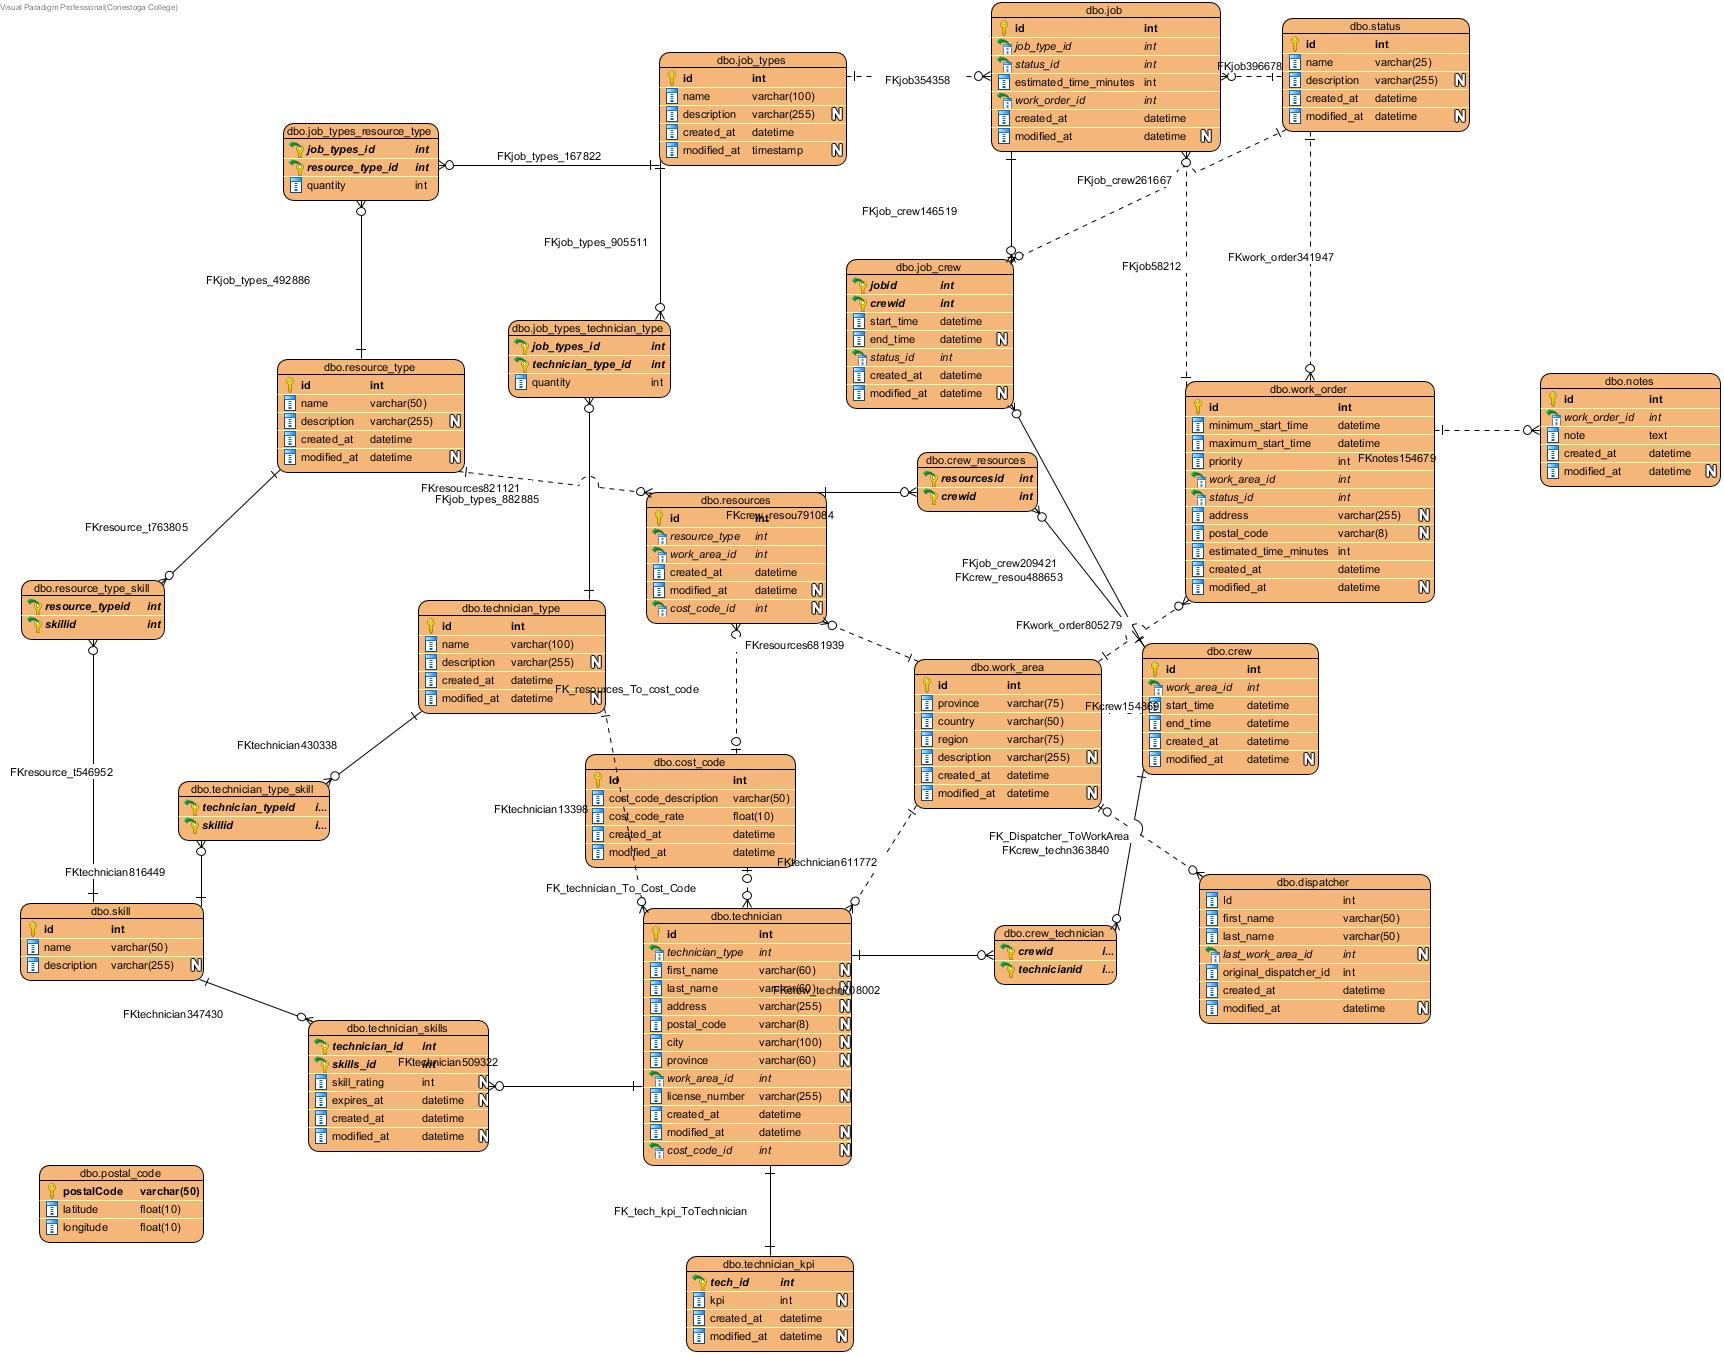 Visual Paradigm Professional(Conestoga College)
dbo.job
id int
job_type_id int
status_id int
estimated_time_minutes int
work_order_id int
created_at datetime
modified_at datetime N
dbo.status
id int
name varchar(25)
description varchar(255) N
created_at datetime
modified_at datetime N
dbo.job_types
id int
name varchar(100)
description varchar(255) N
created_at datetime
modified_at timestamp N
FKjob354358
FKjob396678
dbo.job_types_resource_type
job_types_id int
resource_type_id int
quantity int
FKjob_types_167822
FKjob_crew261667
FKjob_crew146519
FKjob_types_905511
FKjob_types_492886
FKjob58212
FKwork_order341947
dbo.job_crew
jobid int
crewid int
start_time datetime
end_time datetime N
status_id int
created_at datetime
modified_at datetime N
dbo.job_types_technician_type
job_types_id int
technician_type_id int
quantity int
dbo.resource_type
id int
name varchar(50)
description varchar(255) N
created_at datetime
modified_at datetime N
dbo.work_order
id int
minimum_start_time datetime
maximum_start_time datetime
priority int
work_area_id int
status_id int
address varchar(255) N
postal_code varchar(8) N
estimated_time_minutes int
created_at datetime
modified_at datetime N
FKnotes154679
dbo.notes
id int
work_order_id int
note text
created_at datetime
modified_at datetime N
FKresources821121
FKjob_types_882885
dbo.crew_resources
resourcesid int
crewid int
dbo.resources
id int
resource_type int
work_area_id int
created_at datetime
modified_at datetime N
cost_code_id int N
FKcrew_resou791084
FKresource_t763805
FKjob_crew209421
FKcrew_resou488653
dbo.resource_type_skill
resource_typeid int
skillid int
dbo.technician_type
id int
name varchar(100)
description varchar(255) N
created_at datetime
modified_at datetime N
FKwork_order805279
FKresources681939
FK_resources_To_cost_code
dbo.work_area
id int
province varchar(75)
country varchar(50)
region varchar(75)
description varchar(255) N
created_at datetime
modified_at datetime N
dbo.crew
id int
work_area_id int
start_time datetime
end_time datetime
created_at datetime
modified_at datetime N
FKtechnician430338
FKresource_t546952
dbo.cost_code
Id int
cost_code_description varchar(50)
cost_code_rate float(10)
created_at datetime
modified_at datetime
dbo.technician_type_skill
technician_typeid i...
skillid i...
FKtechnician13398
FK_Dispatcher_ToWorkArea
FKcrew_techn363840
FKtechnician611772
FKtechnician816449
FK_technician_To_Cost_Code
dbo.dispatcher
Id int
first_name varchar(50)
last_name varchar(50)
last_work_area_id int N
original_dispatcher_id int
created_at datetime
modified_at datetime N
dbo.skill
id int
name varchar(50)
description varchar(255) N
dbo.technician
id int
technician_type int
first_name varchar(60) N
last_name varchar(60) N
address varchar(255) N
postal_code varchar(8) N
city varchar(100) N
province varchar(60) N
work_area_id int
license_number varchar(255) N
created_at datetime
modified_at datetime N
cost_code_id int N
dbo.crew_technician
crewid i...
technicianid i...
FKtechnician347430
dbo.technician_skills
technician_id int
skills_id int
skill_rating int N
expires_at datetime N
created_at datetime
modified_at datetime N
FKtechnician509322
dbo.postal_code
postalCode varchar(50)
latitude float(10)
longitude float(10)
FK_tech_kpi_ToTechnician
dbo.technician_kpi
tech_id int
kpi int N
created_at datetime
modified_at datetime N